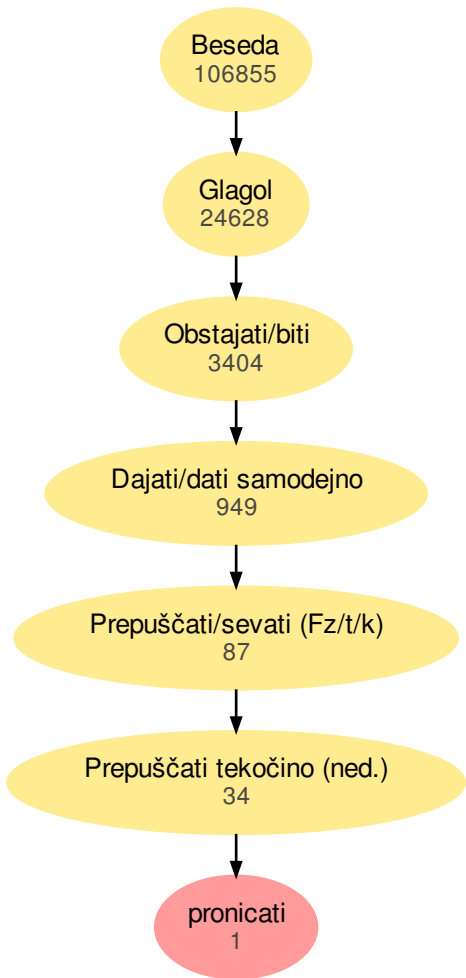 Beseda
106855
Glagol
24628
Obstajati/biti
3404
Dajati/dati samodejno
949
Prepuščati/sevati (Fz/t/k)
87
Prepuščati tekočino (ned.)
34
pronicati
1